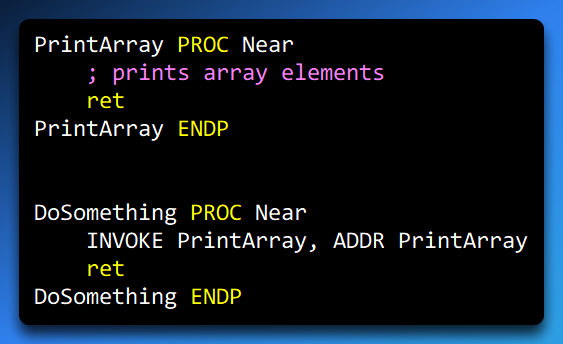 PrintArray PROC Near
    ; prints array elements
    ret
PrintArray ENDP
DoSomething PROC Near
    INVOKE PrintArray, ADDR PrintArray
    ret
DoSomething ENDP